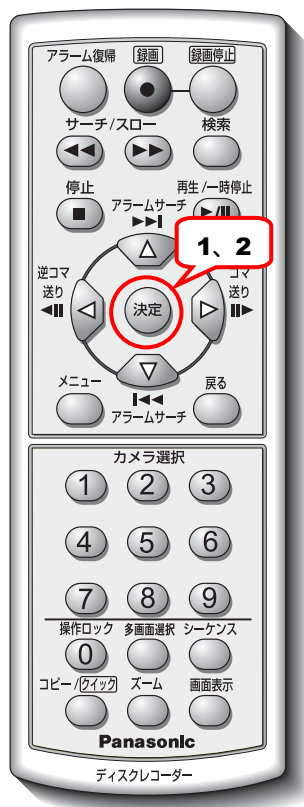 アラーム復帰 録画 録画停止
サーチ/スロー 検索
停止 再生/一時停止
アラームサーチ
1、2
逆コマ コマ
送り 送り
決定
メニュー 戻る
アラームサーチ
カメラ選択
1 2 3
4 5 6
7 8 9
操作ロック 多画面選択 シーケンス
0
コピー/クイック ズーム 画面表示
Panasonic
ディスクレコーダー